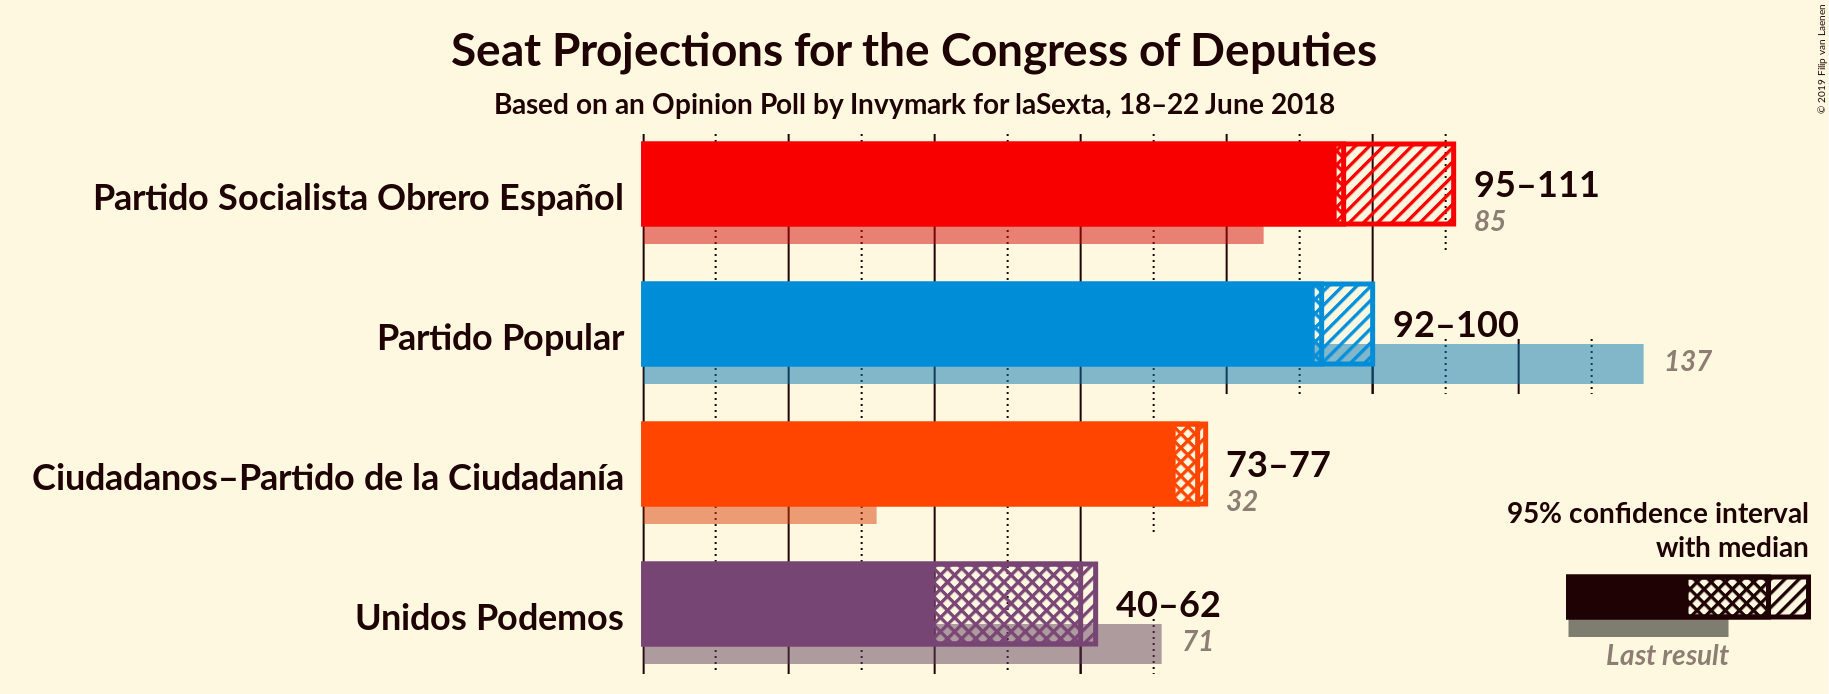 Seat Projections for the Congress of Deputies
Based on an Opinion Poll by Invymark for laSexta, 18–22 June 2018
© 2019 Filip van Laenen
Partido Socialista Obrero Español
95–111
85
Partido Popular
92–100
137
Ciudadanos–Partido de la Ciudadanía
73–77
32
Unidos Podemos
40–62
71
95% confidence interval
with median
Last result